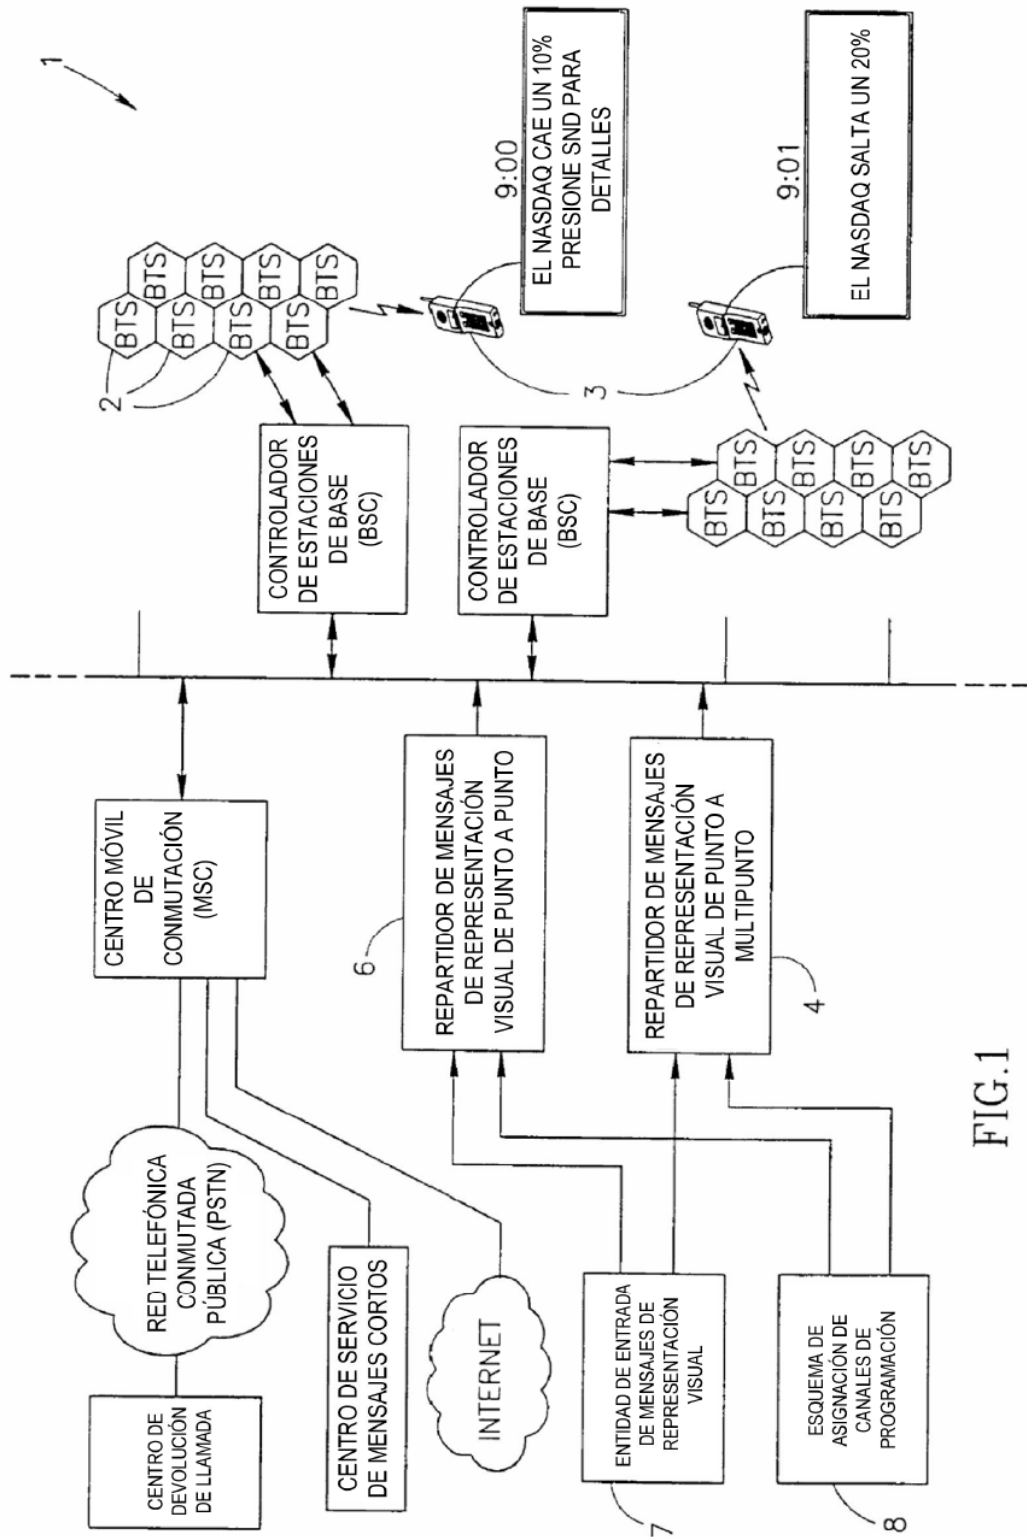 1
CENTRO DE
DEVOLUCIÓN
DE LLAMADA
RED TELEFÓNICA
CONMUTADA
PÚBLICA (PSTN)
CENTRO MÓVIL
DE
CONMUTACIÓN
(MSC)
2
BTS
BTS
BTS
BTS
BTS
BTS
BTS
BTS
CONTROLADOR
DE ESTACIONES
DE BASE
(BSC)
9:00
EL NASDAQ CAE UN 10%
PRESIONE SND PARA
DETALLES
CENTRO DE SERVICIO
DE MENSAJES CORTOS
INTERNET
6
REPARTIDOR DE MENSAJES
DE REPRESENTACIÓN
VISUAL DE PUNTO A PUNTO
CONTROLADOR
DE ESTACIONES
DE BASE
(BSC)
3
9:01
EL NASDAQ SALTA UN 20%
7
ENTIDAD DE ENTRADA
DE MENSAJES DE
REPRESENTACIÓN
VISUAL
REPARTIDOR DE MENSAJES
DE REPRESENTACIÓN
VISUAL DE PUNTO A
MULTIPUNTO
4
BTS
BTS
BTS
BTS
BTS
BTS
BTS
BTS
8
ESQUEMA DE
ASIGNACIÓN DE
CANALES DE
PROGRAMACIÓN
FIG.1